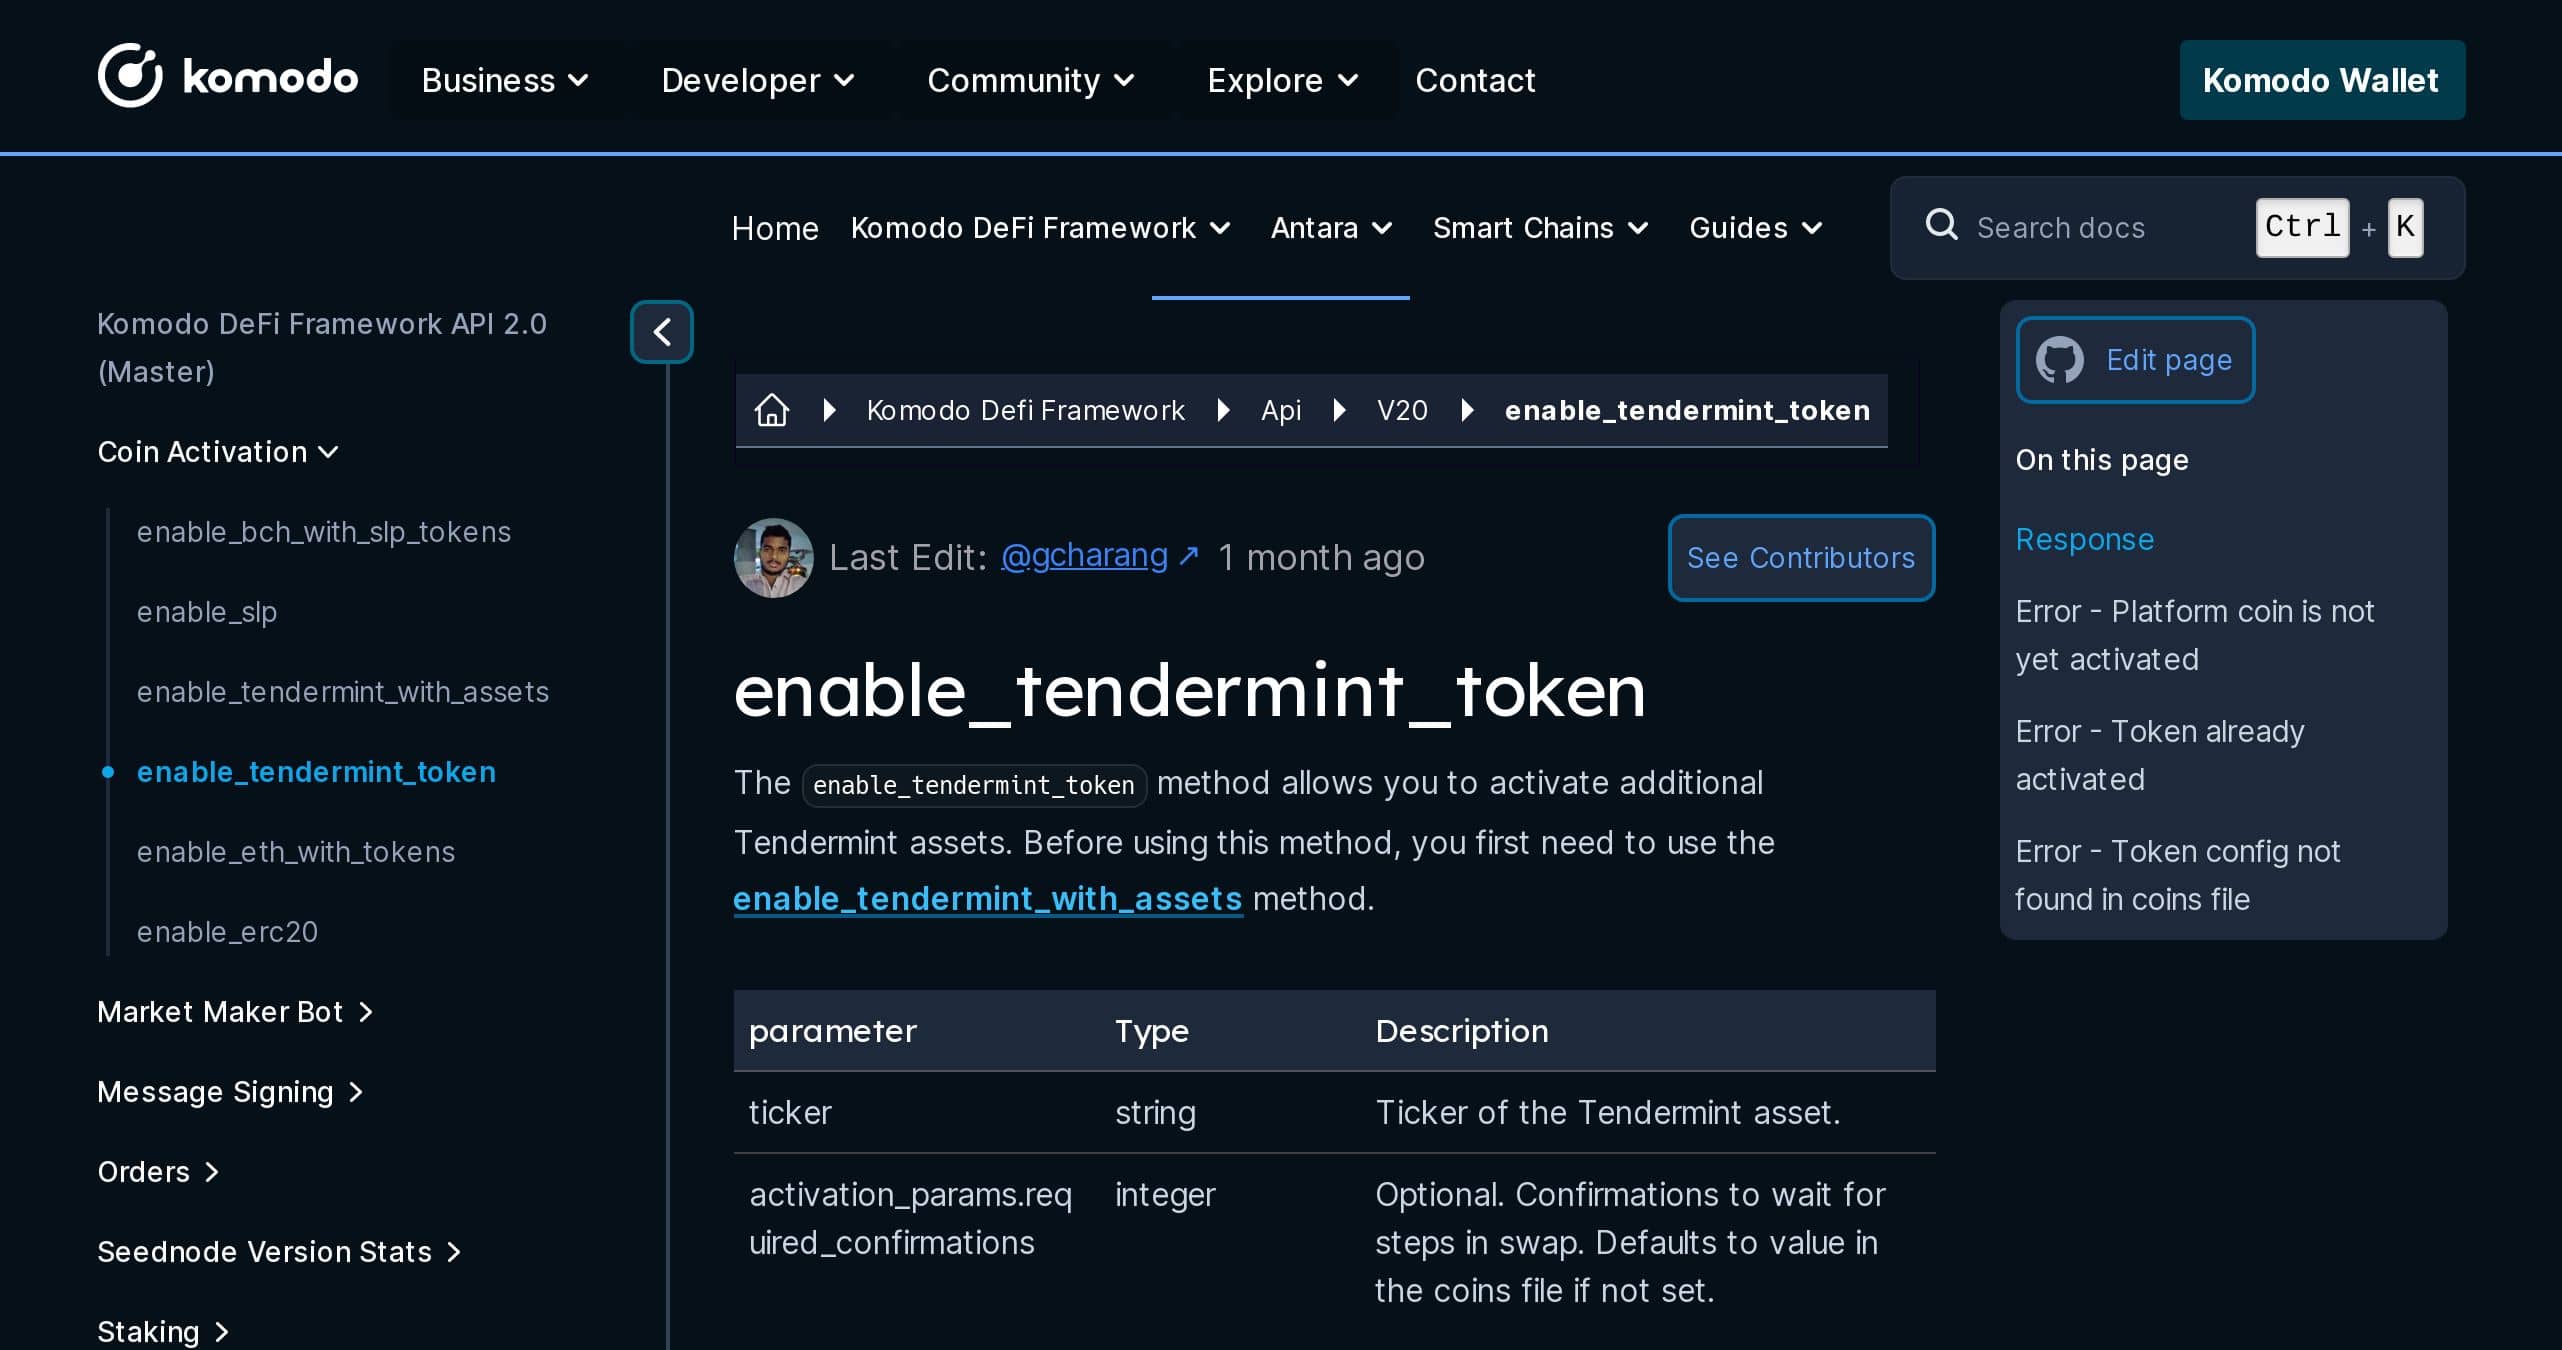 komodo
Business
Developer
Community
Explore
Contact
Komodo Wallet
Home
Komodo DeFi Framework
Antara
Smart Chains
Guides
Search docs
Ctrl + K
Komodo DeFi Framework API 2.0
(Master)
Coin Activation
enable_bch_with_slp_tokens
enable_slp
enable_tendermint_with_assets
enable_tendermint_token
enable_eth_with_tokens
enable_erc20
Market Maker Bot
Message Signing
Orders
Seednode Version Stats
Staking
Komodo Defi Framework
Api
V20
enable_tendermint_token
Last Edit: @gcharang ↗ 1 month ago
See Contributors
enable_tendermint_token
The enable_tendermint_token method allows you to activate additional
Tendermint assets. Before using this method, you first need to use the
enable_tendermint_with_assets method.
parameter Type Description
ticker string Ticker of the Tendermint asset.
activation_params.req integer Optional. Confirmations to wait for
uired_confirmations steps in swap. Defaults to value in
the coins file if not set.
Edit page
On this page
Response
Error - Platform coin is not
yet activated
Error - Token already
activated
Error - Token config not
found in coins file